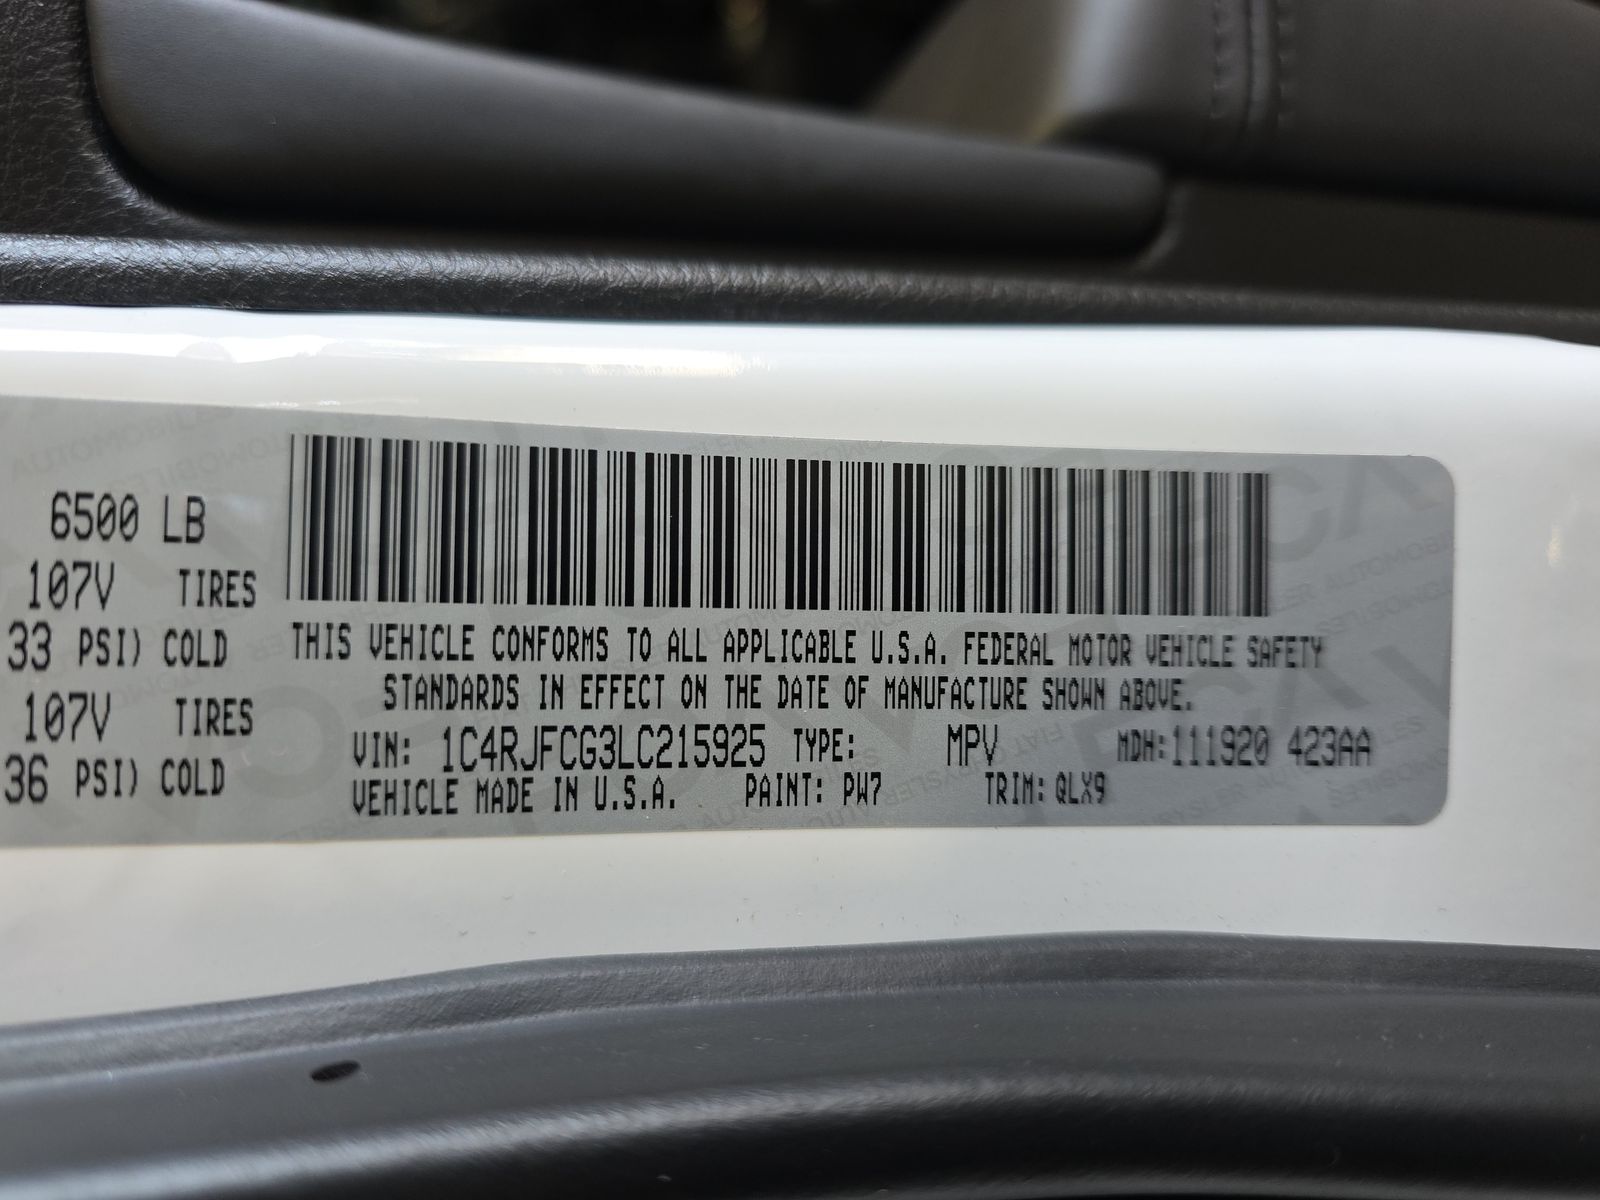 6500 LB
107V TIRES
33 PSI) COLD
107V TIRES
36 PSI) COLD
THIS VEHICLE CONFORMS TO ALL APPLICABLE U.S.A. FEDERAL MOTOR VEHICLE SAFETY
STANDARDS IN EFFECT ON THE DATE OF MANUFACTURE SHOWN ABOVE.
VIN: 1C4RJFCG3LC215925 TYPE: MPV MDH:111920 423AA
VEHICLE MADE IN U.S.A. PAINT: PW7 TRIM: QLX9